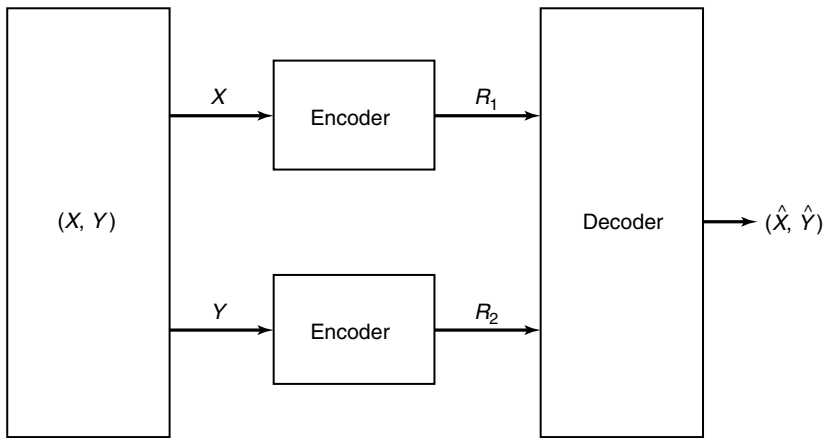 X
Encoder
R₁
(X, Y)
Decoder
(X̂, Ŷ)
Y
Encoder
R₂